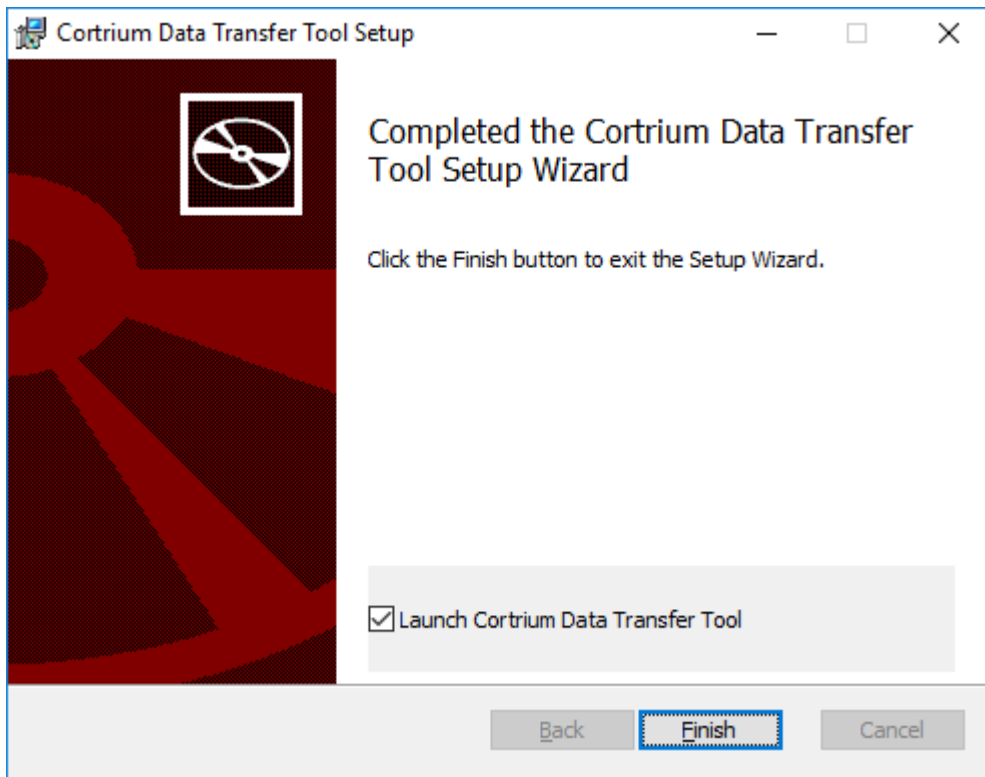 Cortrium Data Transfer Tool Setup
Completed the Cortrium Data Transfer
Tool Setup Wizard
Click the Finish button to exit the Setup Wizard.
Launch Cortrium Data Transfer Tool
Back
Finish
Cancel